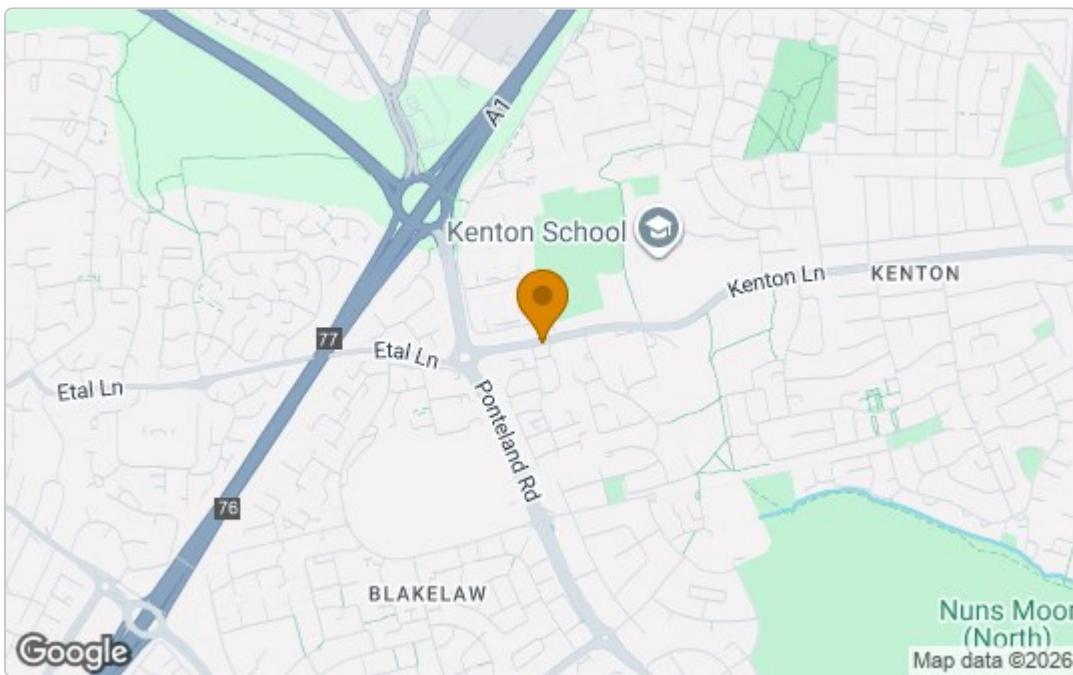 A1
Kenton School
Kenton Ln
KENTON
77
Etal Ln
Etal Ln
Ponteland Rd
76
BLAKELAW
Nuns Moor
(North)
Google
Map data ©2026